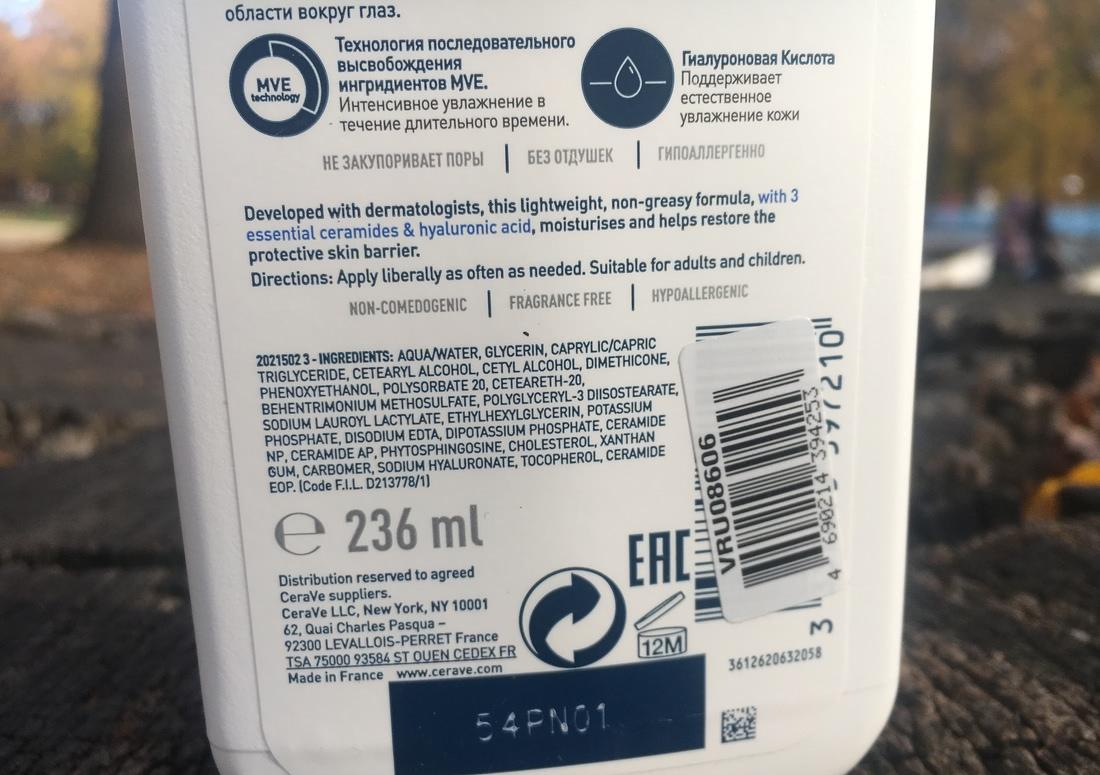 области вокруг глаз.
MVE
technology
Технология последовательного
высвобождения
ингридиентов MVE.
Интенсивное увлажнение в
течение длительного времени.
Гиалуроновая Кислота
Поддерживает
естественное
увлажнение кожи
НЕ ЗАКУПОРИВАЕТ ПОРЫ | БЕЗ ОТДУШЕК | ГИПОАЛЛЕРГЕННО
Developed with dermatologists, this lightweight, non-greasy formula, with 3
essential ceramides & hyaluronic acid, moisturises and helps restore the
protective skin barrier.
Directions: Apply liberally as often as needed. Suitable for adults and children.
NON-COMEDOGENIC | FRAGRANCE FREE | HYPOALLERGENIC
2021502 3 - INGREDIENTS: AQUA/WATER, GLYCERIN, CAPRYLIC/CAPRIC
TRIGLYCERIDE, CETEARYL ALCOHOL, CETYL ALCOHOL, DIMETHICONE,
PHENOXYETHANOL, POLYSORBATE 20, CETEARETH-20,
BEHENTRIMONIUM METHOSULFATE, POLYGLYCERYL-3 DIISOSTEARATE,
SODIUM LAUROYL LACTYLATE, ETHYLHEXYLGLYCERIN, POTASSIUM
PHOSPHATE, DISODIUM EDTA, DIPOTASSIUM PHOSPHATE, CERAMIDE
NP, CERAMIDE AP, PHYTOSPHINGOSINE, CHOLESTEROL, XANTHAN
GUM, CARBOMER, SODIUM HYALURONATE, TOCOPHEROL, CERAMIDE
EOP. (Code F.I.L. D213778/1)
℮ 236 ml
Distribution reserved to agreed
CeraVe suppliers.
CeraVe LLC, New York, NY 10001
62, Quai Charles Pasqua –
92300 LEVALLOIS-PERRET France
TSA 75000 93584 ST OUEN CEDEX FR
Made in France www.cerave.com
EAC
12M
VRU08606
4 690214 394253
3
597210
3612620632058
54PN01